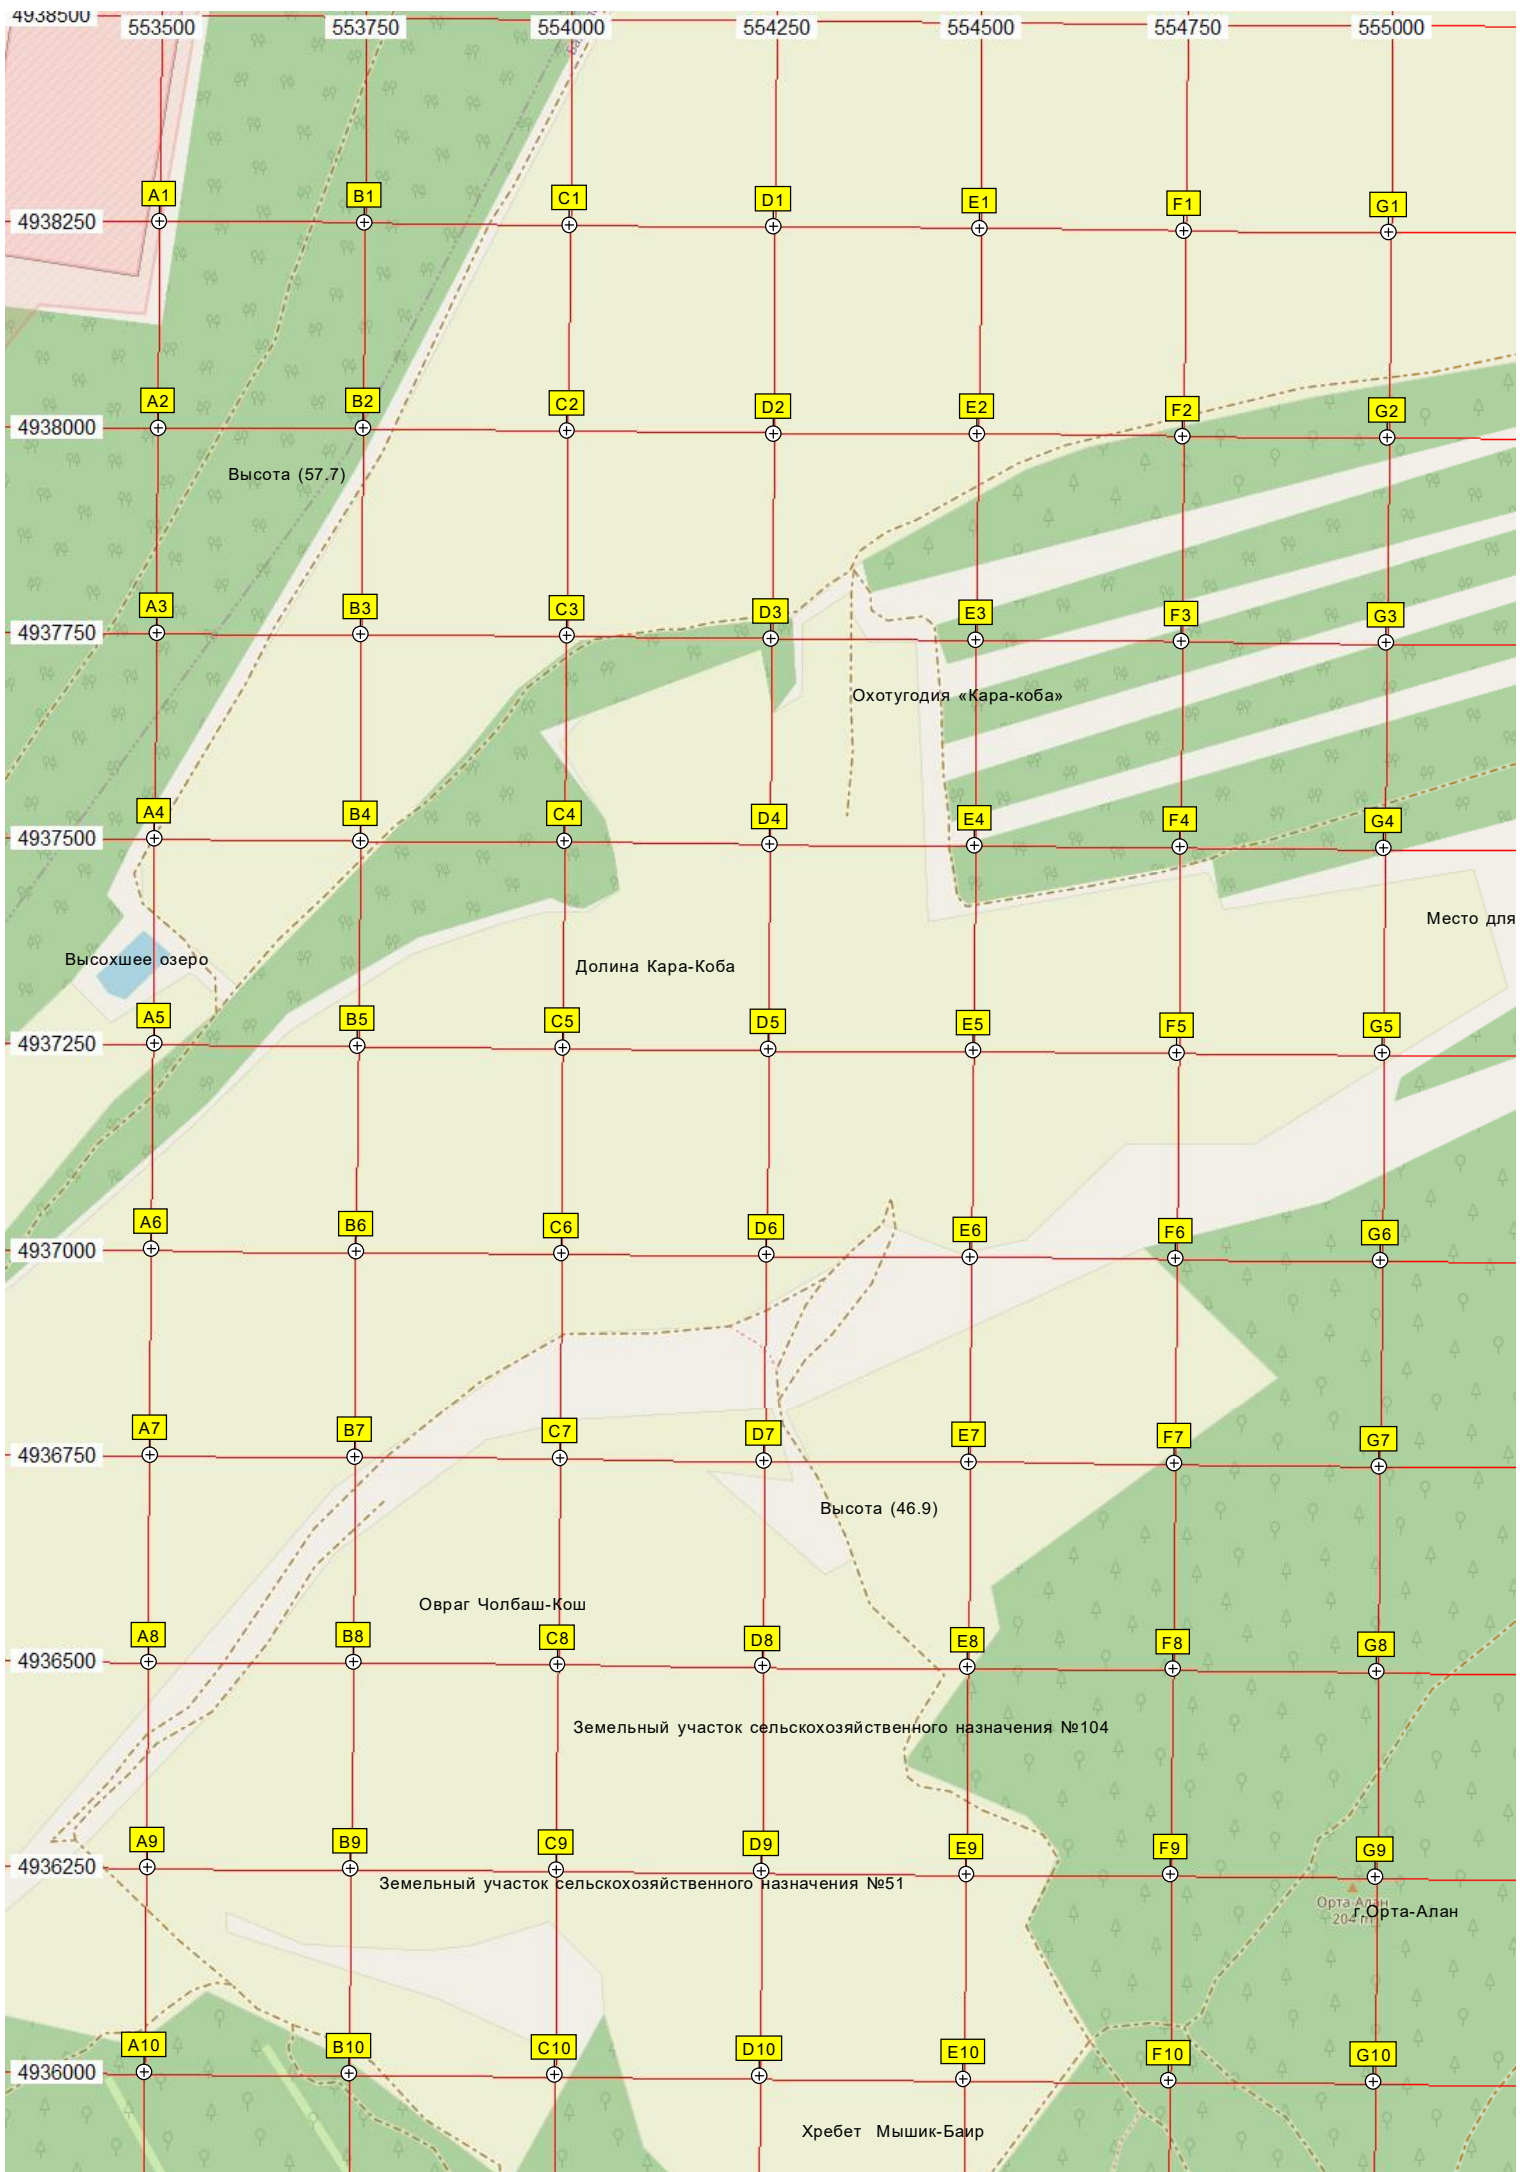 4938500
553500 553750 554000 554250 554500 554750 555000
A1 B1 C1 D1 E1 F1 G1
4938250
A2 B2 C2 D2 E2 F2 G2
4938000
Высота (57.7)
A3 B3 C3 D3 E3 F3 G3
4937750
Охотугодия «Кара-коба»
A4 B4 C4 D4 E4 F4 G4
4937500
Место для
Высохшее озеро
Долина Кара-Коба
A5 B5 C5 D5 E5 F5 G5
4937250
A6 B6 C6 D6 E6 F6 G6
4937000
A7 B7 C7 D7 E7 F7 G7
4936750
Высота (46.9)
Овраг Чолбаш-Кош
A8 B8 C8 D8 E8 F8 G8
4936500
Земельный участок сельскохозяйственного назначения №104
A9 B9 C9 D9 E9 F9 G9
4936250
Земельный участок сельскохозяйственного назначения №51
Орта-Алан
204 m
г.Орта-Алан
A10 B10 C10 D10 E10 F10 G10
4936000
Хребет Мышик-Баир